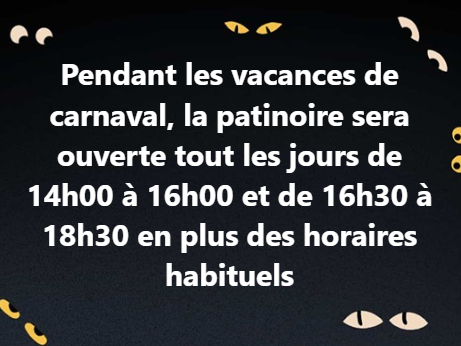 Pendant les vacances de
carnaval, la patinoire sera
ouverte tout les jours de
14h00 à 16h00 et de 16h30 à
18h30 en plus des horaires
habituels